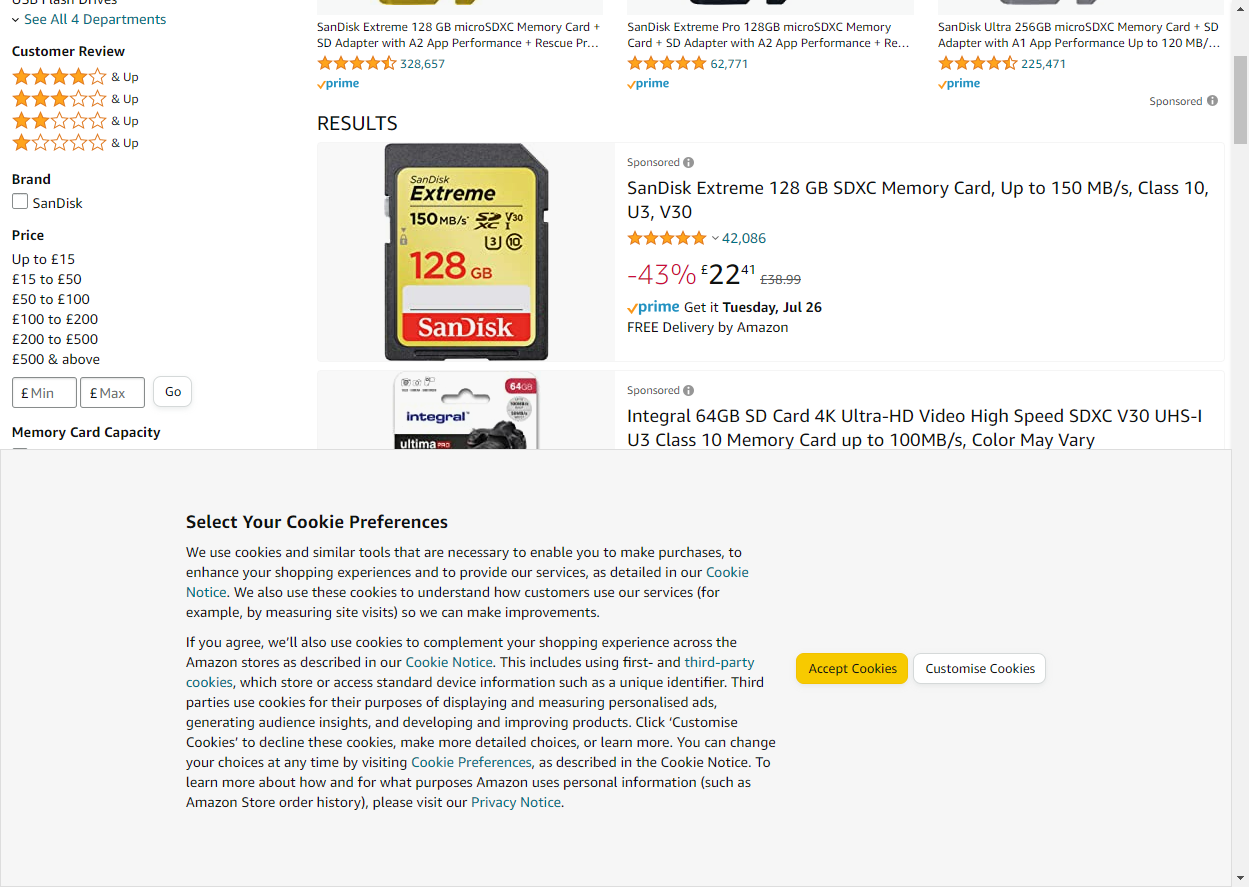 USB Flash Drives
See All 4 Departments
Customer Review
& Up
& Up
& Up
& Up
Brand
SanDisk
Price
Up to £15
£15 to £50
£50 to £100
£100 to £200
£200 to £500
£500 & above
£ Min
£ Max
Go
Memory Card Capacity
SanDisk Extreme 128 GB microSDXC Memory Card +
SD Adapter with A2 App Performance + Rescue Pr...
328,657
prime
SanDisk Extreme Pro 128GB microSDXC Memory
Card + SD Adapter with A2 App Performance + Re...
62,771
prime
SanDisk Ultra 256GB microSDXC Memory Card + SD
Adapter with A1 App Performance Up to 120 MB/...
225,471
prime
Sponsored
RESULTS
SanDisk
Extreme
150 MB/s* SDXC I V30
U3 10
128 GB
SanDisk
Sponsored
SanDisk Extreme 128 GB SDXC Memory Card, Up to 150 MB/s, Class 10,
U3, V30
42,086
-43% £22 41 £38.99
prime Get it Tuesday, Jul 26
FREE Delivery by Amazon
64GB
integral
ultima PRO
Sponsored
Integral 64GB SD Card 4K Ultra-HD Video High Speed SDXC V30 UHS-I
U3 Class 10 Memory Card up to 100MB/s, Color May Vary
Select Your Cookie Preferences
We use cookies and similar tools that are necessary to enable you to make purchases, to
enhance your shopping experiences and to provide our services, as detailed in our Cookie
Notice. We also use these cookies to understand how customers use our services (for
example, by measuring site visits) so we can make improvements.
If you agree, we’ll also use cookies to complement your shopping experience across the
Amazon stores as described in our Cookie Notice. This includes using first- and third-party
cookies, which store or access standard device information such as a unique identifier. Third
parties use cookies for their purposes of displaying and measuring personalised ads,
generating audience insights, and developing and improving products. Click ‘Customise
Cookies’ to decline these cookies, make more detailed choices, or learn more. You can change
your choices at any time by visiting Cookie Preferences, as described in the Cookie Notice. To
learn more about how and for what purposes Amazon uses personal information (such as
Amazon Store order history), please visit our Privacy Notice.
Accept Cookies
Customise Cookies